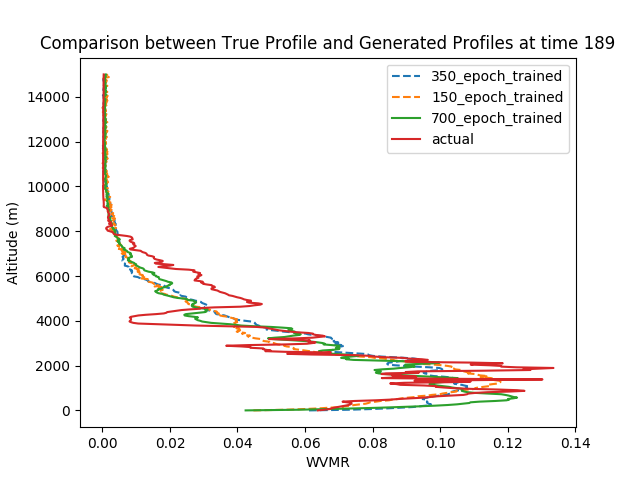 Comparison between True Profile and Generated Profiles at time 189
350_epoch_trained
150_epoch_trained
700_epoch_trained
actual
Altitude (m)
14000
12000
10000
8000
6000
4000
2000
0
0.00 0.02 0.04 0.06 0.08 0.10 0.12 0.14
WVMR